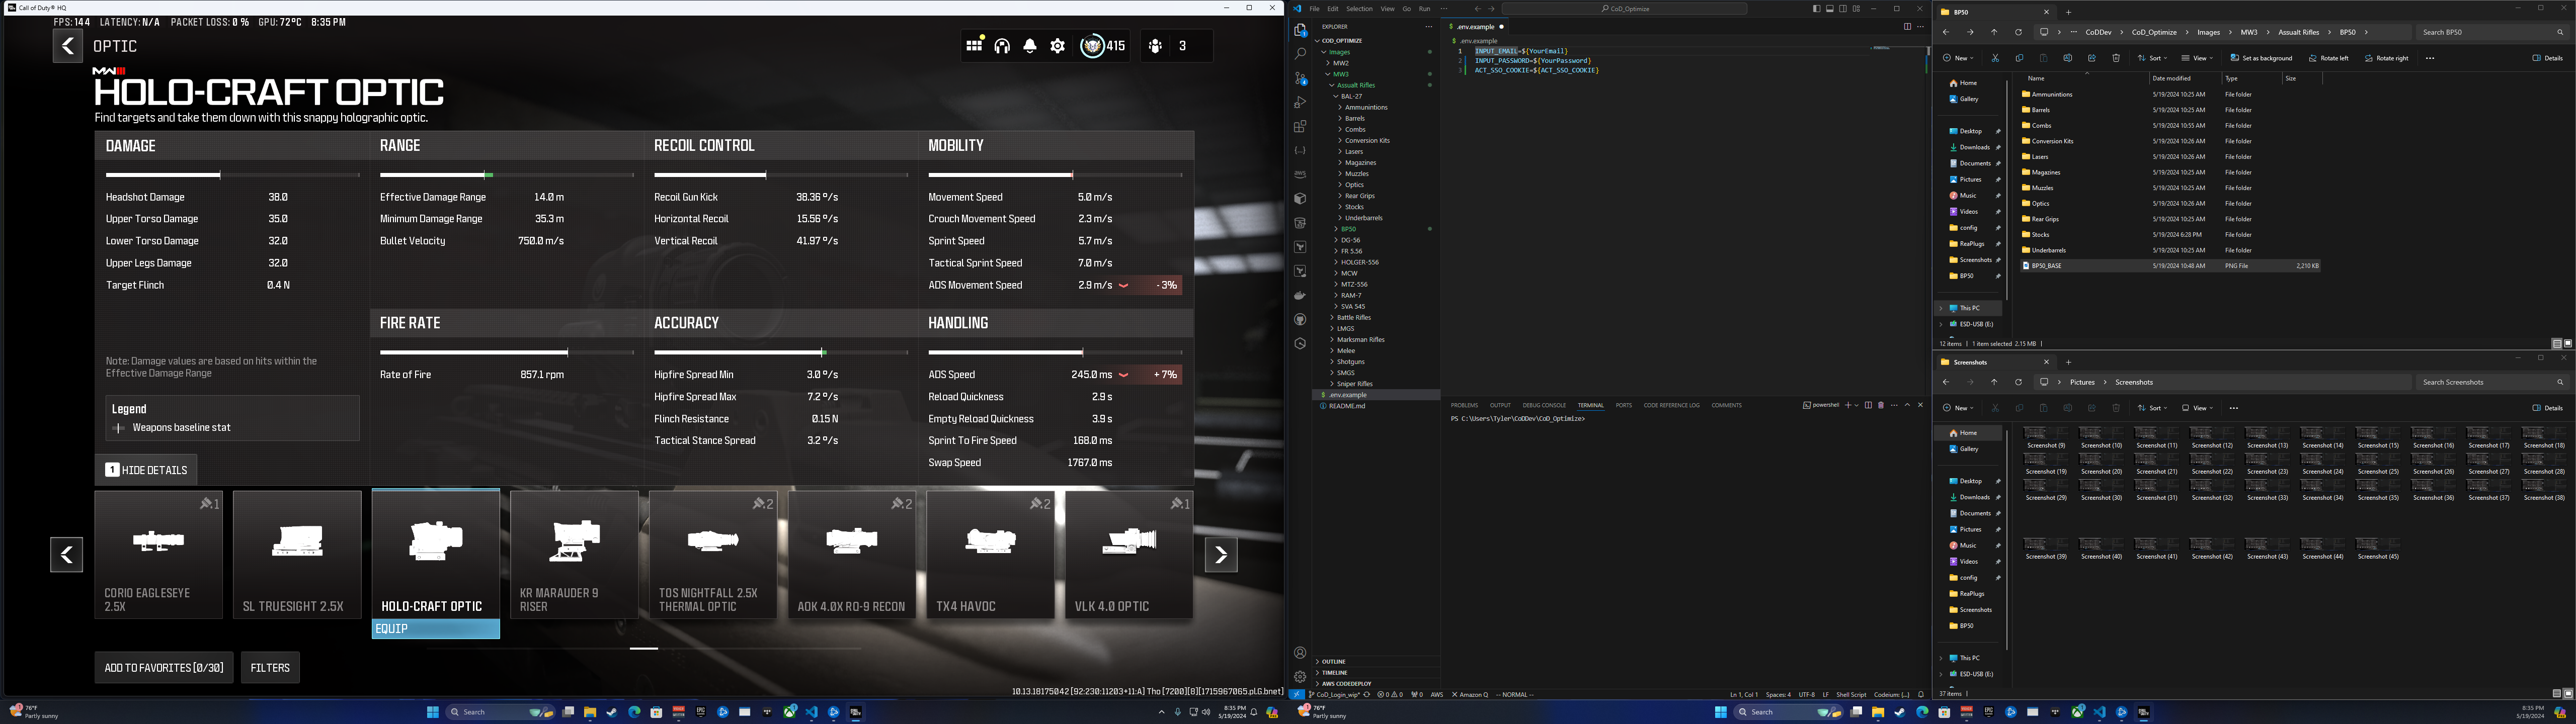 Call of Duty® HQ
FPS: 144 LATENCY: N/A PACKET LOSS: 0 % GPU: 72°C 8:35 PM
OPTIC
415
3
MWIII
HOLO-CRAFT OPTIC
Find targets and take them down with this snappy holographic optic.
DAMAGE
Headshot Damage 38.0
Upper Torso Damage 35.0
Lower Torso Damage 32.0
Upper Legs Damage 32.0
Target Flinch 0.4 N
Note: Damage values are based on hits within the
Effective Damage Range
Legend
Weapons baseline stat
1 HIDE DETAILS
RANGE
Effective Damage Range 14.0 m
Minimum Damage Range 35.3 m
Bullet Velocity 750.0 m/s
RECOIL CONTROL
Recoil Gun Kick 38.36 °/s
Horizontal Recoil 15.56 °/s
Vertical Recoil 41.97 °/s
MOBILITY
Movement Speed 5.0 m/s
Crouch Movement Speed 2.3 m/s
Sprint Speed 5.7 m/s
Tactical Sprint Speed 7.0 m/s
ADS Movement Speed 2.9 m/s - 3%
FIRE RATE
Rate of Fire 857.1 rpm
ACCURACY
Hipfire Spread Min 3.0 °/s
Hipfire Spread Max 7.2 °/s
Flinch Resistance 0.15 N
Tactical Stance Spread 3.2 °/s
HANDLING
ADS Speed 245.0 ms + 7%
Reload Quickness 2.9 s
Empty Reload Quickness 3.9 s
Sprint To Fire Speed 168.0 ms
Swap Speed 1767.0 ms
1
CORIO EAGLESEYE
2.5X
SL TRUESIGHT 2.5X
HOLO-CRAFT OPTIC
EQUIP
KR MARAUDER 9
RISER
2
TOS NIGHTFALL 2.5X
THERMAL OPTIC
2
AOK 4.0X RO-9 RECON
2
TX4 HAVOC
1
VLK 4.0 OPTIC
ADD TO FAVORITES [0/30]
FILTERS
10.13.18175042 [92:230:11203+11:A] Tho [7200][8][1715967065.pl.G.bnet]
76°F
Partly sunny
Search
8:35 PM
5/19/2024
File Edit Selection View Go Run ···
CoD_Optimize
EXPLORER
COD_OPTIMIZE
Images
MW2
MW3
Assualt Rifles
BAL-27
Ammunintions
Barrels
Combs
Conversion Kits
Lasers
Magazines
Muzzles
Optics
Rear Grips
Stocks
Underbarrels
BP50
DG-56
FR 5.56
HOLGER-556
MCW
MTZ-556
RAM-7
SVA 545
Battle Rifles
LMGS
Marksman Rifles
Melee
Shotguns
SMGS
Sniper Rifles
$ .env.example
README.md
OUTLINE
TIMELINE
AWS CODEDEPLOY
$ .env.example
$ .env.example
1 INPUT_EMAIL=${YourEmail}
2 INPUT_PASSWORD=${YourPassword}
3 ACT_SSO_COOKIE=${ACT_SSO_COOKIE}
PROBLEMS OUTPUT DEBUG CONSOLE TERMINAL PORTS CODE REFERENCE LOG COMMENTS
powershell
PS C:\Users\Tyler\CoDDev\CoD_Optimize>
CoD_Login_wip* 0 0 0 AWS Amazon Q -- NORMAL --
Ln 1, Col 1 Spaces: 4 UTF-8 LF Shell Script Codeium: {...}
76°F
Partly sunny
Search
BP50
··· CoDDev CoD_Optimize Images MW3 Assualt Rifles BP50
Search BP50
New Sort View Set as background Rotate left Rotate right ··· Details
Home
Gallery
Desktop
Downloads
Documents
Pictures
Music
Videos
config
ReaPlugs
Screenshots
BP50
This PC
ESD-USB (E:)
Name Date modified Type Size
Ammunintions 5/19/2024 10:25 AM File folder
Barrels 5/19/2024 10:25 AM File folder
Combs 5/19/2024 10:55 AM File folder
Conversion Kits 5/19/2024 10:26 AM File folder
Lasers 5/19/2024 10:26 AM File folder
Magazines 5/19/2024 10:25 AM File folder
Muzzles 5/19/2024 10:25 AM File folder
Optics 5/19/2024 10:26 AM File folder
Rear Grips 5/19/2024 10:25 AM File folder
Stocks 5/19/2024 6:28 PM File folder
Underbarrels 5/19/2024 10:25 AM File folder
BP50_BASE 5/19/2024 10:48 AM PNG File 2,210 KB
12 items 1 item selected 2.15 MB
Screenshots
Pictures Screenshots
Search Screenshots
New Sort View ··· Details
Home
Gallery
Desktop
Downloads
Documents
Pictures
Music
Videos
config
ReaPlugs
Screenshots
BP50
This PC
ESD-USB (E:)
Screenshot (9) Screenshot (10) Screenshot (11) Screenshot (12) Screenshot (13) Screenshot (14) Screenshot (15) Screenshot (16) Screenshot (17) Screenshot (18)
Screenshot (19) Screenshot (20) Screenshot (21) Screenshot (22) Screenshot (23) Screenshot (24) Screenshot (25) Screenshot (26) Screenshot (27) Screenshot (28)
Screenshot (29) Screenshot (30) Screenshot (31) Screenshot (32) Screenshot (33) Screenshot (34) Screenshot (35) Screenshot (36) Screenshot (37) Screenshot (38)
Screenshot (39) Screenshot (40) Screenshot (41) Screenshot (42) Screenshot (43) Screenshot (44) Screenshot (45)
37 items
8:35 PM
5/19/2024